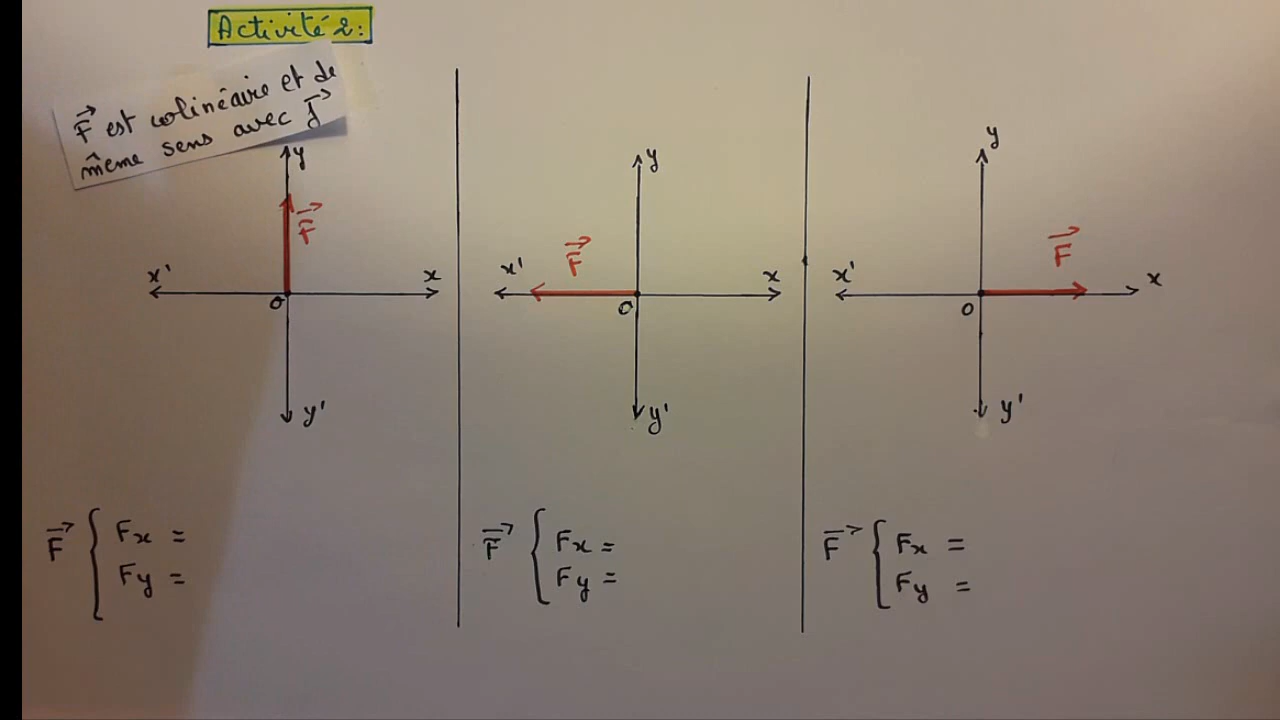 Activité 2:
F est colinéaire et de
même sens avec j
y
F
x'
x
O
y'
F { Fx =
Fy =
y
F
x'
x
O
y'
F { Fx =
Fy =
y
F
x'
x
O
y'
F { Fx =
Fy =